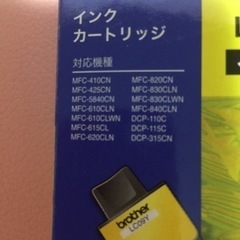 インク
カートリッジ
対応機種
MFC-410CN
MFC-425CN
MFC-5840CN
MFC-610CLN
MFC-610CLWN
MFC-615CL
MFC-620CLN
MFC-820CN
MFC-830CLN
MFC-830CLWN
MFC-840CLN
DCP-110C
DCP-115C
DCP-315CN
brother
LC09Y